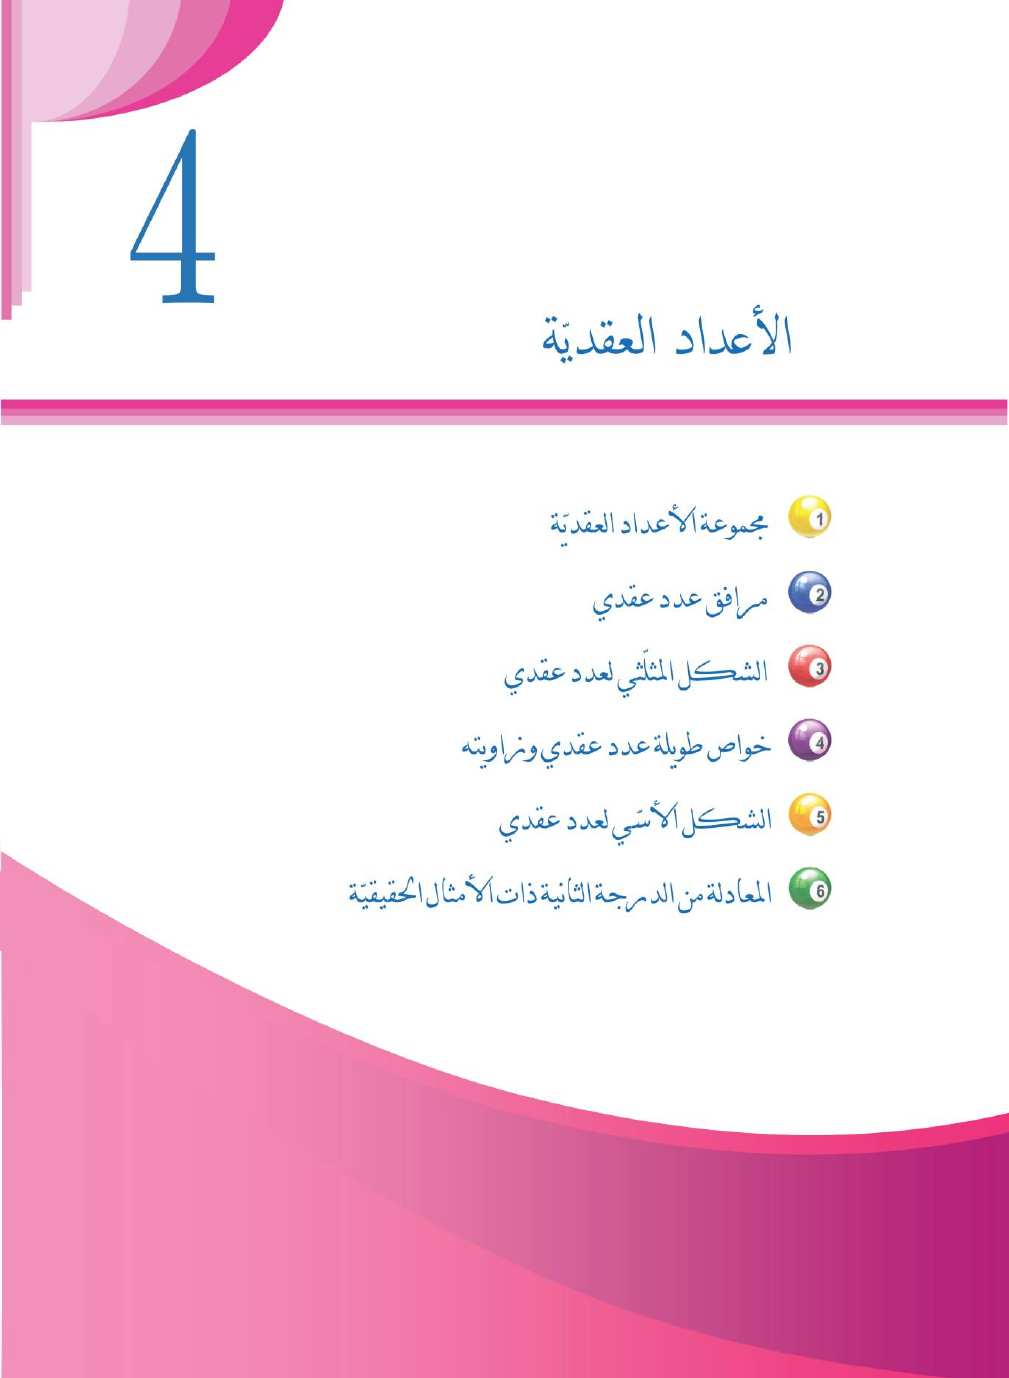 4
الأعداد العقديّة
1 مجموعة الأعداد العقديّة
2 مرافق عدد عقدي
3 الشكل المثلّثي لعدد عقدي
4 خواص طويلة عدد عقدي وزاويته
5 الشكل الأسّي لعدد عقدي
6 المعادلة من الدرجة الثانية ذات الأمثال الحقيقيّة